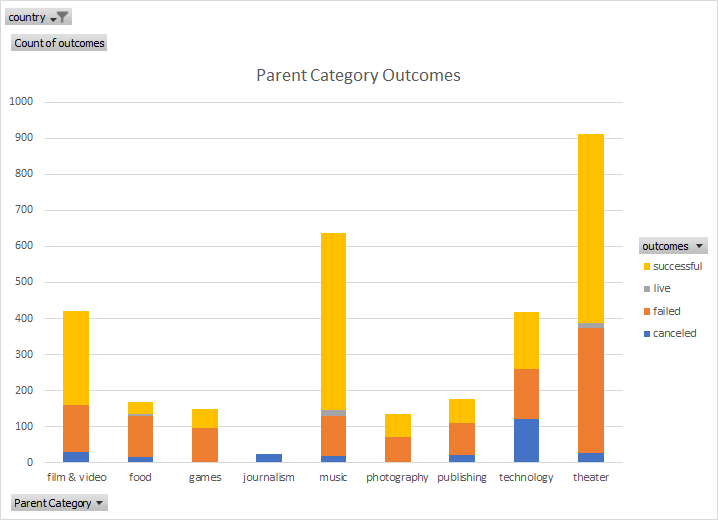 country
Count of outcomes
Parent Category Outcomes
1000
900
800
700
600
500
400
300
200
100
0
film & video food games journalism music photography publishing technology theater
outcomes
successful
live
failed
canceled
Parent Category